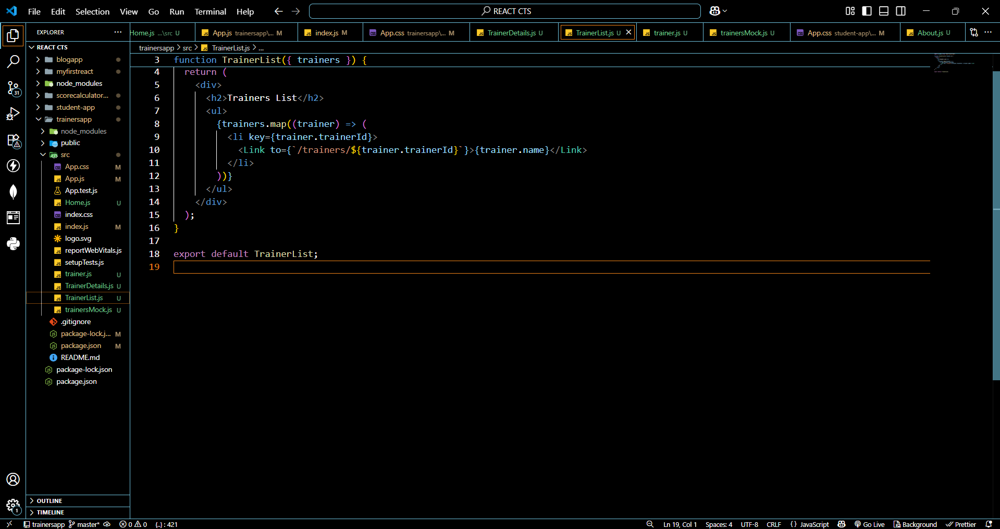 File Edit Selection View Go Run Terminal Help
REACT CTS
EXPLORER
Home.js ...\src U
App.js trainersapp\... M
index.js M
App.css trainersapp\... M
TrainerDetails.js U
TrainerList.js U
trainer.js U
trainersMock.js U
App.css student-app\... M
About.js U
REACT CTS
trainersapp > src > TrainerList.js > ...
blogapp
myfirstreact
node_modules
scorecalculator...
student-app
trainersapp
node_modules
public
src
App.css M
App.js M
App.test.js
Home.js U
index.css
index.js M
logo.svg
reportWebVitals.js
setupTests.js
trainer.js U
TrainerDetails.js U
TrainerList.js U
trainersMock.js U
.gitignore
package-lock.j... M
package.json M
README.md
package-lock.json
package.json
OUTLINE
TIMELINE
31
1
3 function TrainerList({ trainers }) {
4 return (
5 <div>
6 <h2>Trainers List</h2>
7 <ul>
8 {trainers.map((trainer) => (
9 <li key={trainer.trainerId}>
10 <Link to={`/trainers/${trainer.trainerId}`}>{trainer.name}</Link>
11 </li>
12 ))}
13 </ul>
14 </div>
15 );
16 }
17
18 export default TrainerList;
19
trainersapp master* 0 0 {..} : 421
Ln 19, Col 1 Spaces: 4 UTF-8 CRLF {} JavaScript Go Live Background Prettier